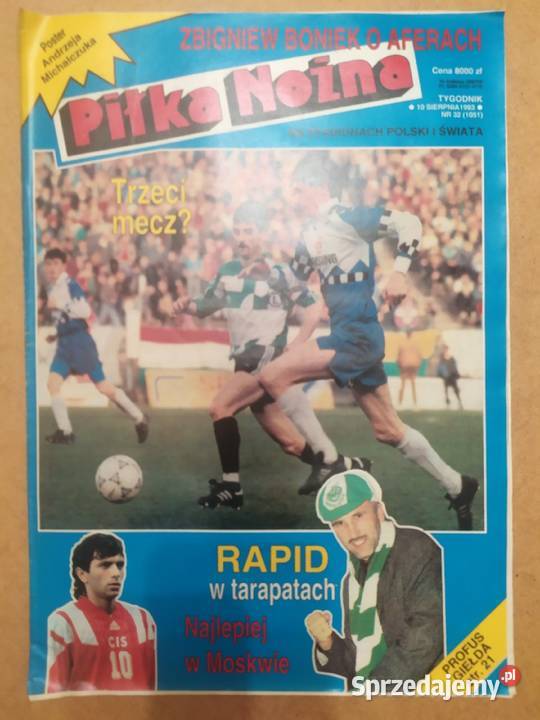 Poster
Andrzeja
Michalczuka
ZBIGNIEW BONIEK O AFERACH
Piłka Nożna
Cena 8000 zł
TYGODNIK
10 SIERPNIA 1993
NR 32 (1051)
NA STADIONACH POLSKI i ŚWIATA
Trzeci
mecz?
RAPID
w tarapatach
CIS
10
Najlepiej
w Moskwie
PROFUS
GIEŁDA
str. 21
Sprzedajemy.pl